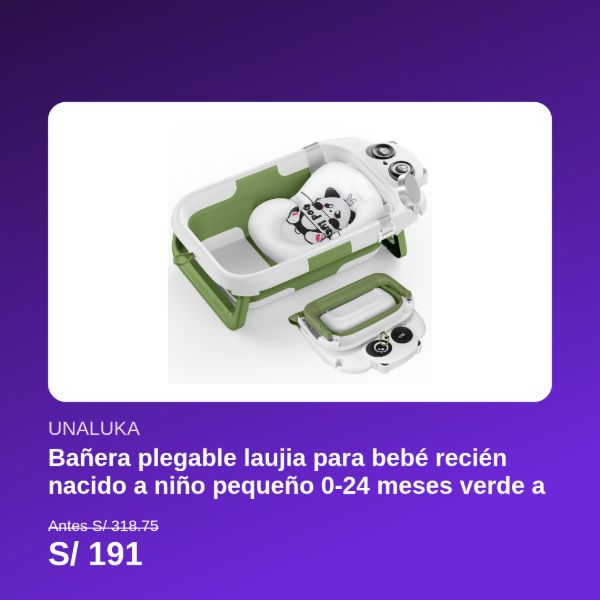 UNALUKA
Bañera plegable laujia para bebé recién
nacido a niño pequeño 0-24 meses verde a
Antes S/ 318.75
S/ 191